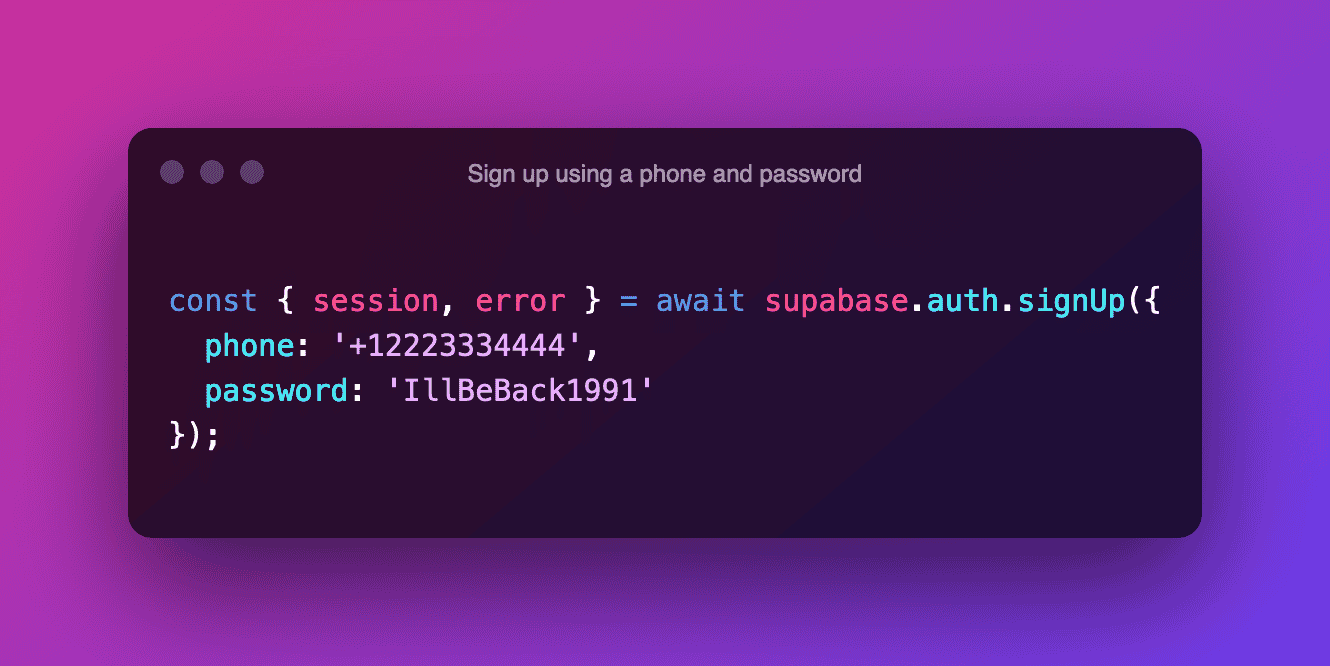 Sign up using a phone and password
const { session, error } = await supabase.auth.signUp({
  phone: '+12223334444',
  password: 'IllBeBack1991'
});